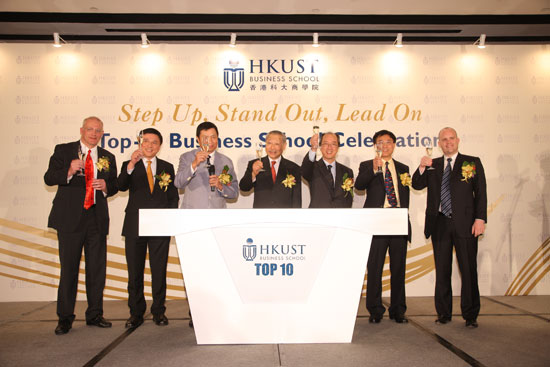 HKUST
BUSINESS SCHOOL
香港科大商學院
Step Up, Stand Out, Lead On
Top- Business School Celebration
HKUST
BUSINESS SCHOOL
TOP 10